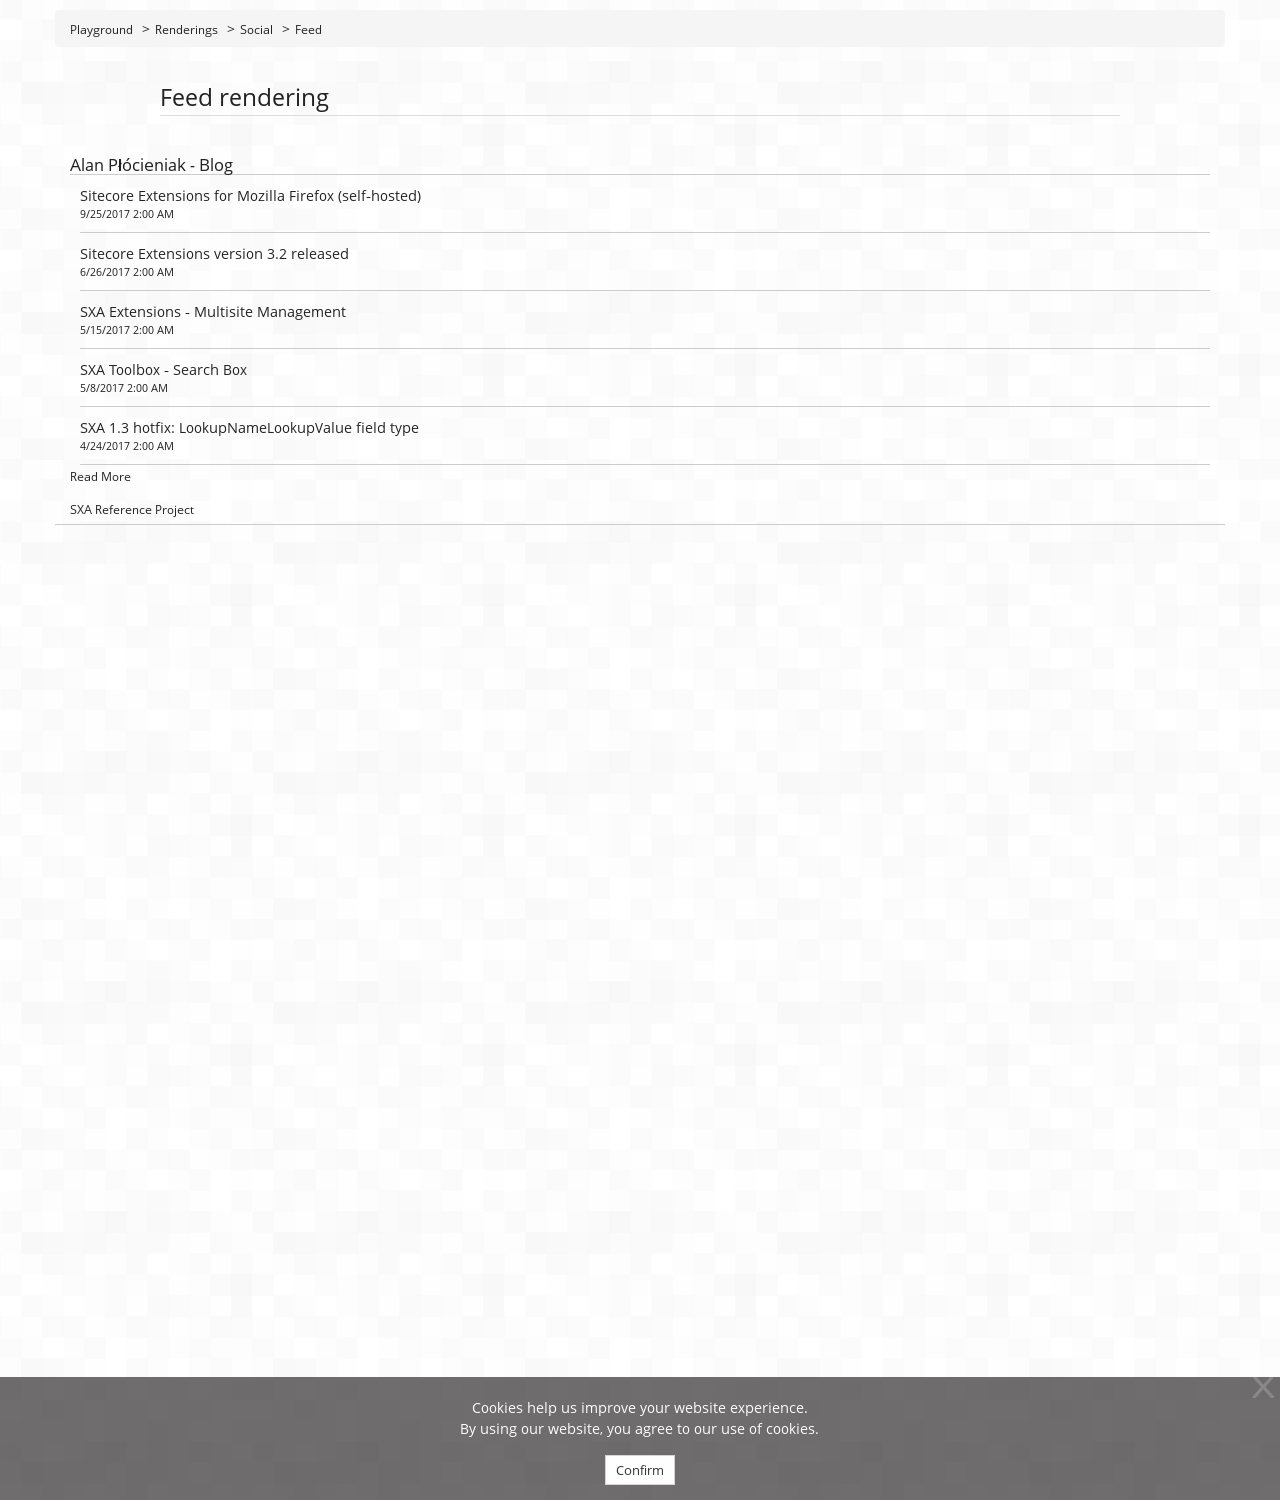 Playground > Renderings > Social > Feed
Feed rendering
Alan Płócieniak - Blog
Sitecore Extensions for Mozilla Firefox (self-hosted)
9/25/2017 2:00 AM
Sitecore Extensions version 3.2 released
6/26/2017 2:00 AM
SXA Extensions - Multisite Management
5/15/2017 2:00 AM
SXA Toolbox - Search Box
5/8/2017 2:00 AM
SXA 1.3 hotfix: LookupNameLookupValue field type
4/24/2017 2:00 AM
Read More
SXA Reference Project
X
Cookies help us improve your website experience.
By using our website, you agree to our use of cookies.
Confirm